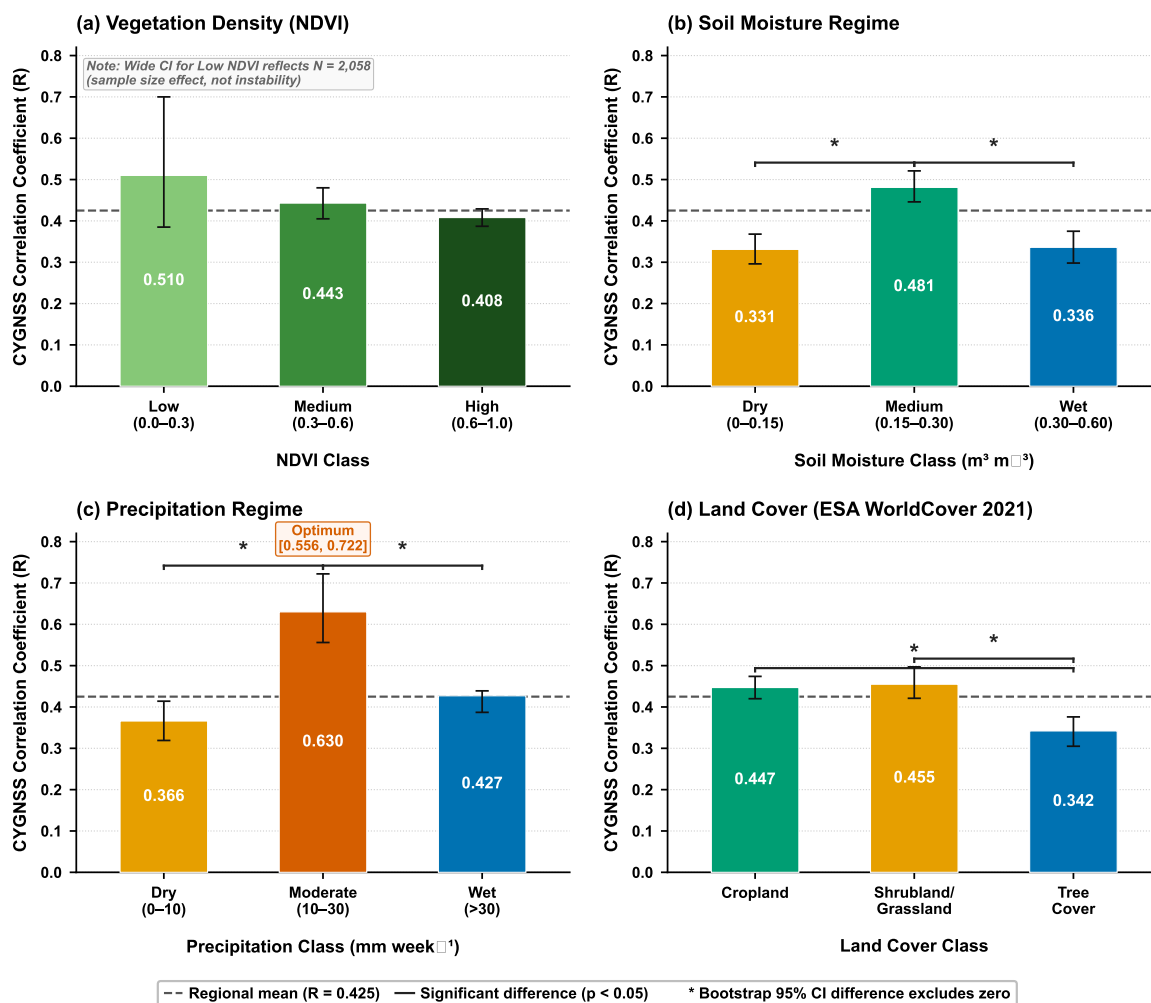 (a) Vegetation Density (NDVI)
CYGNSS Correlation Coefficient (R)
0.8
0.7
0.6
0.5
0.4
0.3
0.2
0.1
0.0
Note: Wide CI for Low NDVI reflects N = 2,058
(sample size effect, not instability)
0.510
0.443
0.408
Low
(0.0–0.3)
Medium
(0.3–0.6)
High
(0.6–1.0)
NDVI Class
(b) Soil Moisture Regime
CYGNSS Correlation Coefficient (R)
0.8
0.7
0.6
0.5
0.4
0.3
0.2
0.1
0.0
*
*
0.331
0.481
0.336
Dry
(0–0.15)
Medium
(0.15–0.30)
Wet
(0.30–0.60)
Soil Moisture Class (m³ m□³)
(c) Precipitation Regime
CYGNSS Correlation Coefficient (R)
0.8
0.7
0.6
0.5
0.4
0.3
0.2
0.1
0.0
Optimum
[0.556, 0.722]
*
*
0.366
0.630
0.427
Dry
(0–10)
Moderate
(10–30)
Wet
(>30)
Precipitation Class (mm week□¹)
(d) Land Cover (ESA WorldCover 2021)
CYGNSS Correlation Coefficient (R)
0.8
0.7
0.6
0.5
0.4
0.3
0.2
0.1
0.0
*
*
0.447
0.455
0.342
Cropland
Shrubland/
Grassland
Tree
Cover
Land Cover Class
Regional mean (R = 0.425)
Significant difference (p < 0.05)
* Bootstrap 95% CI difference excludes zero